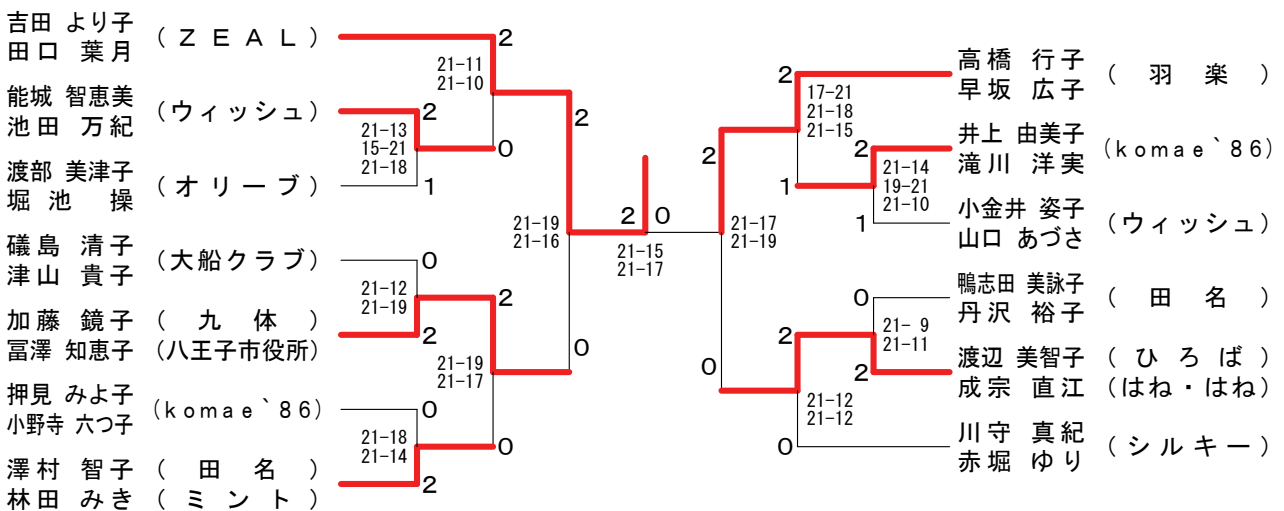 吉田 より子
田口 葉月
(ZEAL)
2
21-11
21-10
能城 智恵美
池田 万紀
(ウィッシュ)
2
21-13
15-21
21-18
0
渡部 美津子
堀池 操
(オリーブ)
1
2
21-19
21-16
礒島 清子
津山 貴子
(大船クラブ)
0
21-12
21-19
2
加藤 鏡子 (九体)
冨澤 知恵子 (八王子市役所)
2
21-19
21-17
0
押見 みよ子
小野寺 六つ子
(komae`86)
0
21-18
21-14
0
澤村 智子 (田名)
林田 みき (ミント)
2
2 0
21-15
21-17
高橋 行子
早坂 広子
(羽楽)
2
17-21
21-18
21-15
2
井上 由美子
滝川 洋実
(komae`86)
2
21-14
19-21
21-10
1
小金井 姿子
山口 あづさ
(ウィッシュ)
1
21-17
21-19
鴨志田 美詠子
丹沢 裕子
(田名)
0
21- 9
21-11
2
渡辺 美智子 (ひろば)
成宗 直江 (はね・はね)
2
0
21-12
21-12
川守 真紀
赤堀 ゆり
(シルキー)
0